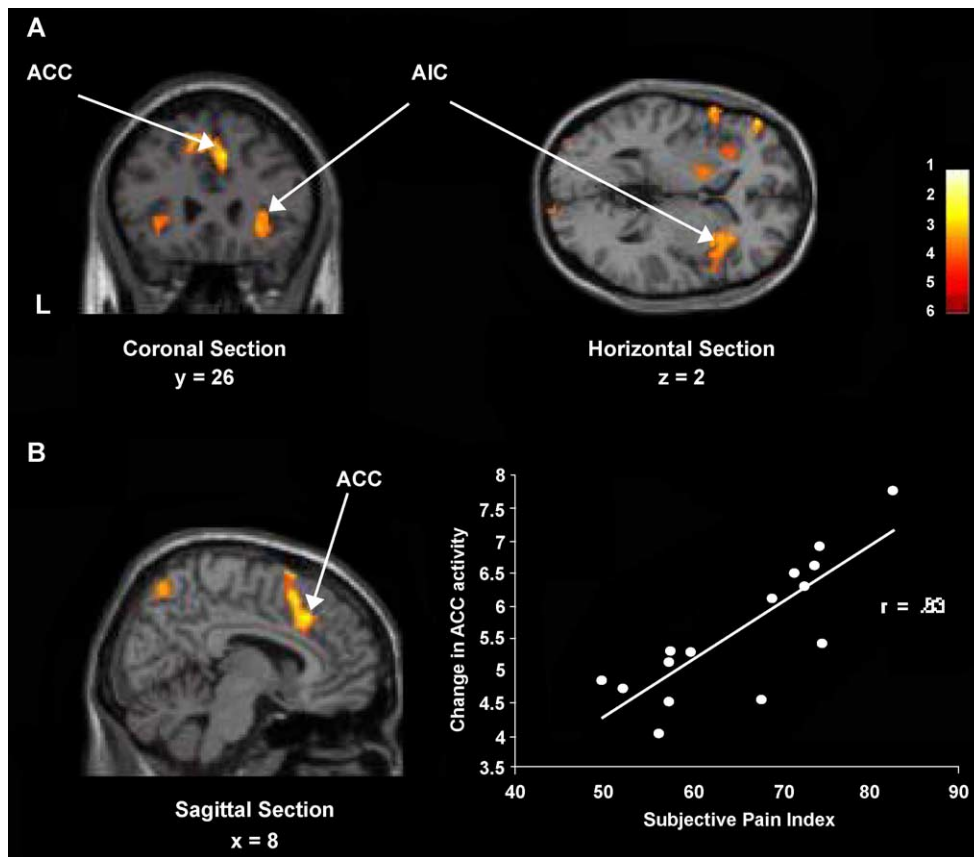 A
ACC
AIC
1
2
3
4
5
6
L
Coronal Section
y = 26
Horizontal Section
z = 2
B
ACC
Sagittal Section
x = 8
8
7.5
7
6.5
6
5.5
5
4.5
4
3.5
Change in ACC activity
r =
40
50
60
70
80
90
Subjective Pain Index